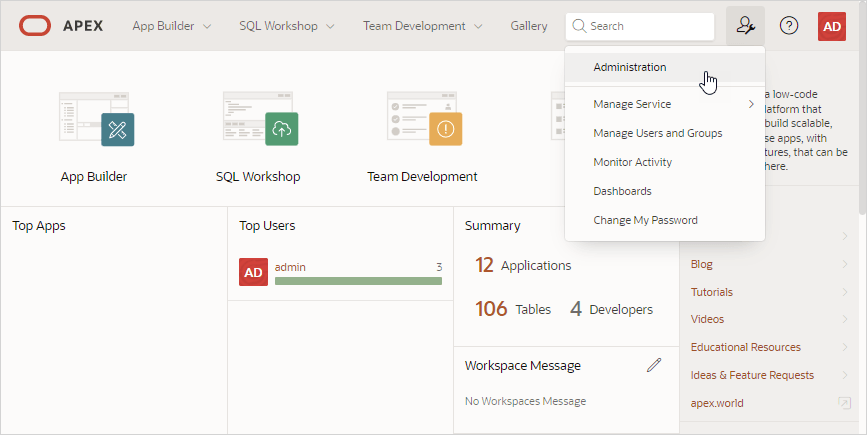 APEX
App Builder
SQL Workshop
Team Development
Gallery
Search
AD
Administration
Manage Service
Manage Users and Groups
Monitor Activity
Dashboards
Change My Password
a low-code
latform that
build scalable,
se apps, with
tures, that can be
here.
App Builder
SQL Workshop
Team Development
Top Apps
Top Users
AD
admin
3
Summary
12 Applications
106 Tables
4 Developers
Workspace Message
No Workspaces Message
Blog
Tutorials
Videos
Educational Resources
Ideas & Feature Requests
apex.world